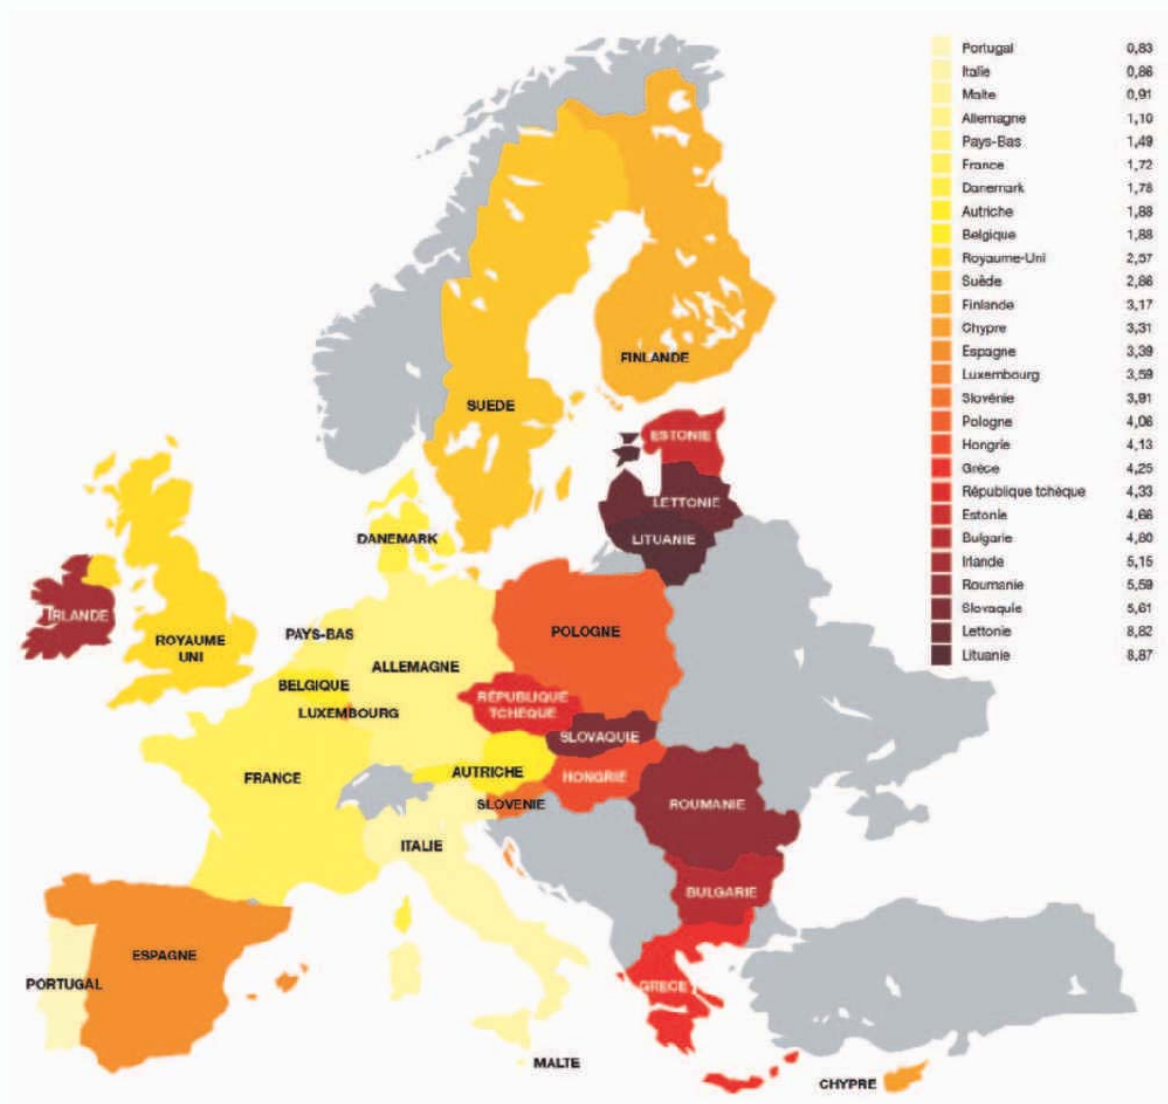 Portugal 0,83
Italie 0,86
Malte 0,91
Allemagne 1,10
Pays-Bas 1,49
France 1,72
Danemark 1,78
Autriche 1,88
Belgique 1,88
Royaume-Uni 2,57
Suède 2,86
Finlande 3,17
Chypre 3,31
Espagne 3,39
Luxembourg 3,59
Slovénie 3,91
Pologne 4,06
Hongrie 4,13
Grèce 4,25
République tchèque 4,33
Estonie 4,66
Bulgarie 4,80
Irlande 5,15
Roumanie 5,59
Slovaquie 5,61
Lettonie 8,82
Lituanie 8,87
FINLANDE
SUEDE
ESTONIE
LETTONIE
DANEMARK
LITUANIE
IRLANDE
ROYAUME
UNI
PAYS-BAS
POLOGNE
ALLEMAGNE
BELGIQUE
RÉPUBLIQUE
TCHEQUE
LUXEMBOURG
SLOVAQUIE
FRANCE
AUTRICHE
HONGRIE
SLOVENIE
ROUMANIE
ITALIE
BULGARIE
ESPAGNE
PORTUGAL
GRECE
MALTE
CHYPRE